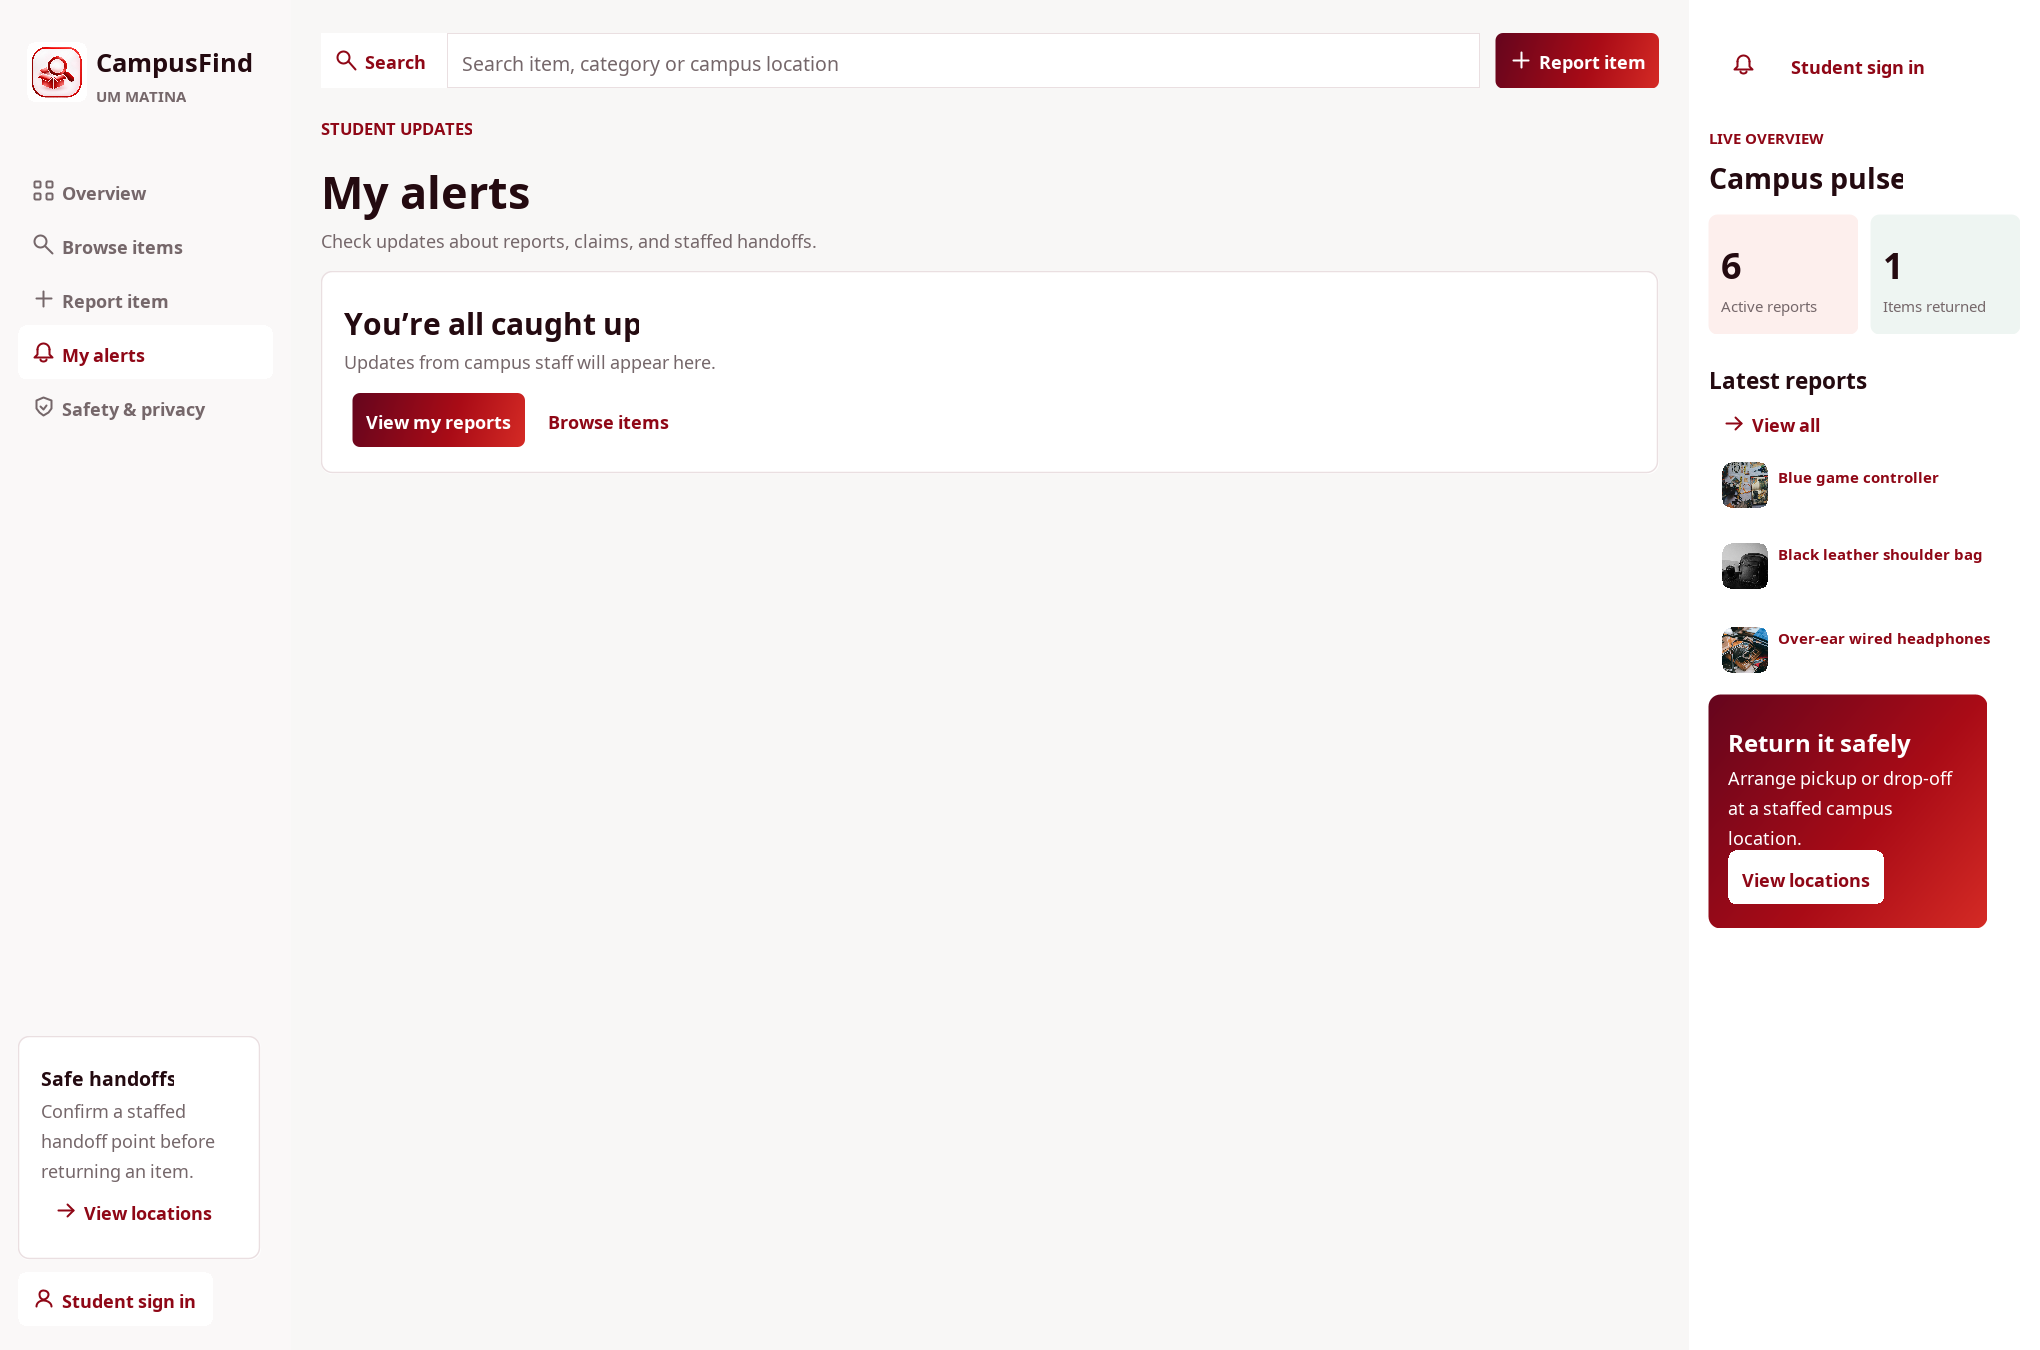 CampusFind
UM MATINA
Overview
Browse items
Report item
My alerts
Safety & privacy
Safe handoffs
Confirm a staffed
handoff point before
returning an item.
View locations
Student sign in
Search
Search item, category or campus location
Report item
STUDENT UPDATES
My alerts
Check updates about reports, claims, and staffed handoffs.
You’re all caught up
Updates from campus staff will appear here.
View my reports
Browse items
Student sign in
LIVE OVERVIEW
Campus pulse
6
Active reports
1
Items returned
Latest reports
View all
Blue game controller
Black leather shoulder bag
Over-ear wired headphones
Return it safely
Arrange pickup or drop-off
at a staffed campus
location.
View locations